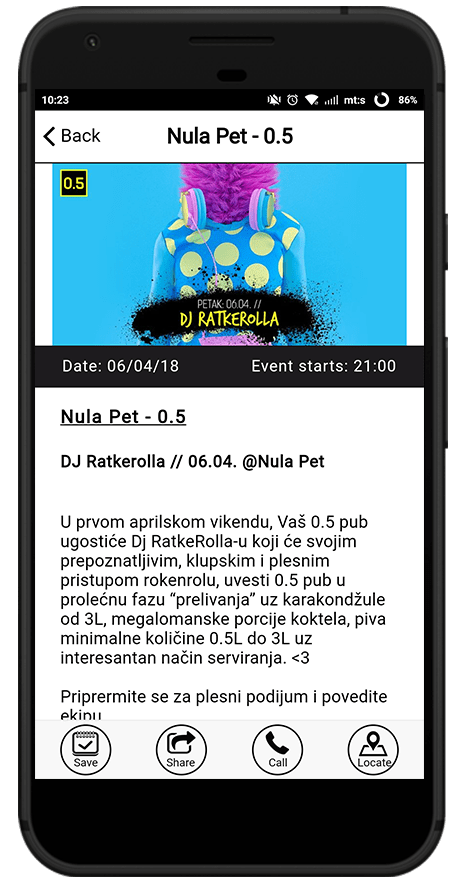 10:23
mt:s
86%
Back
Nula Pet - 0.5
0.5
PETAK: 06.04. //
DJ RATKEROLLA
Date: 06/04/18
Event starts: 21:00
Nula Pet - 0.5
DJ Ratkerolla // 06.04. @Nula Pet
U prvom aprilskom vikendu, Vaš 0.5 pub
ugostiće Dj RatkeRolla-u koji će svojim
prepoznatljivim, klupskim i plesnim
pristupom rokenrolu, uvesti 0.5 pub u
prolećnu fazu “prelivanja” uz karakondžule
od 3L, megalomanske porcije koktela, piva
minimalne količine 0.5L do 3L uz
interesantan način serviranja. <3
Priprermite se za plesni podijum i povedite
ekipu
Save
Share
Call
Locate